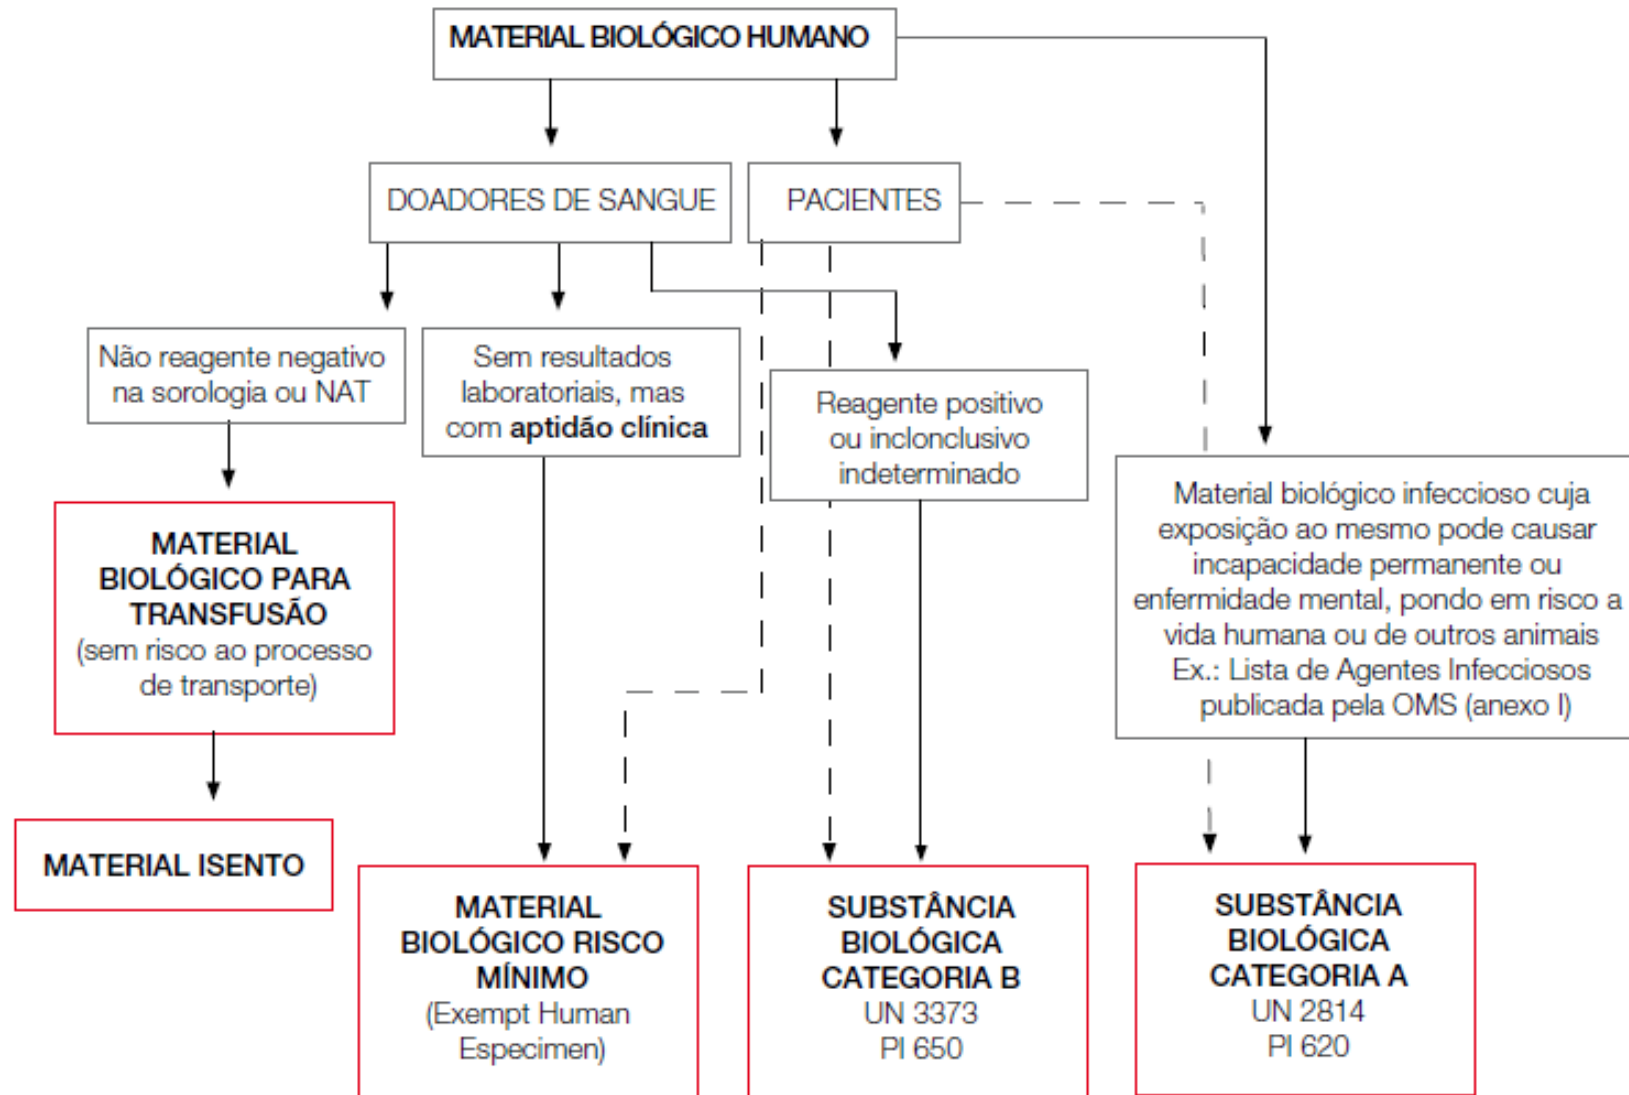 MATERIAL BIOLÓGICO HUMANO
DOADORES DE SANGUE
PACIENTES
Não reagente negativo
na sorologia ou NAT
Sem resultados
laboratoriais, mas
com aptidão clínica
Reagente positivo
ou inclonclusivo
indeterminado
Material biológico infeccioso cuja
exposição ao mesmo pode causar
incapacidade permanente ou
enfermidade mental, pondo em risco a
vida humana ou de outros animais
Ex.: Lista de Agentes Infecciosos
publicada pela OMS (anexo I)
MATERIAL
BIOLÓGICO PARA
TRANSFUSÃO
(sem risco ao processo
de transporte)
MATERIAL ISENTO
MATERIAL
BIOLÓGICO RISCO
MÍNIMO
(Exempt Human
Especimen)
SUBSTÂNCIA
BIOLÓGICA
CATEGORIA B
UN 3373
PI 650
SUBSTÂNCIA
BIOLÓGICA
CATEGORIA A
UN 2814
PI 620